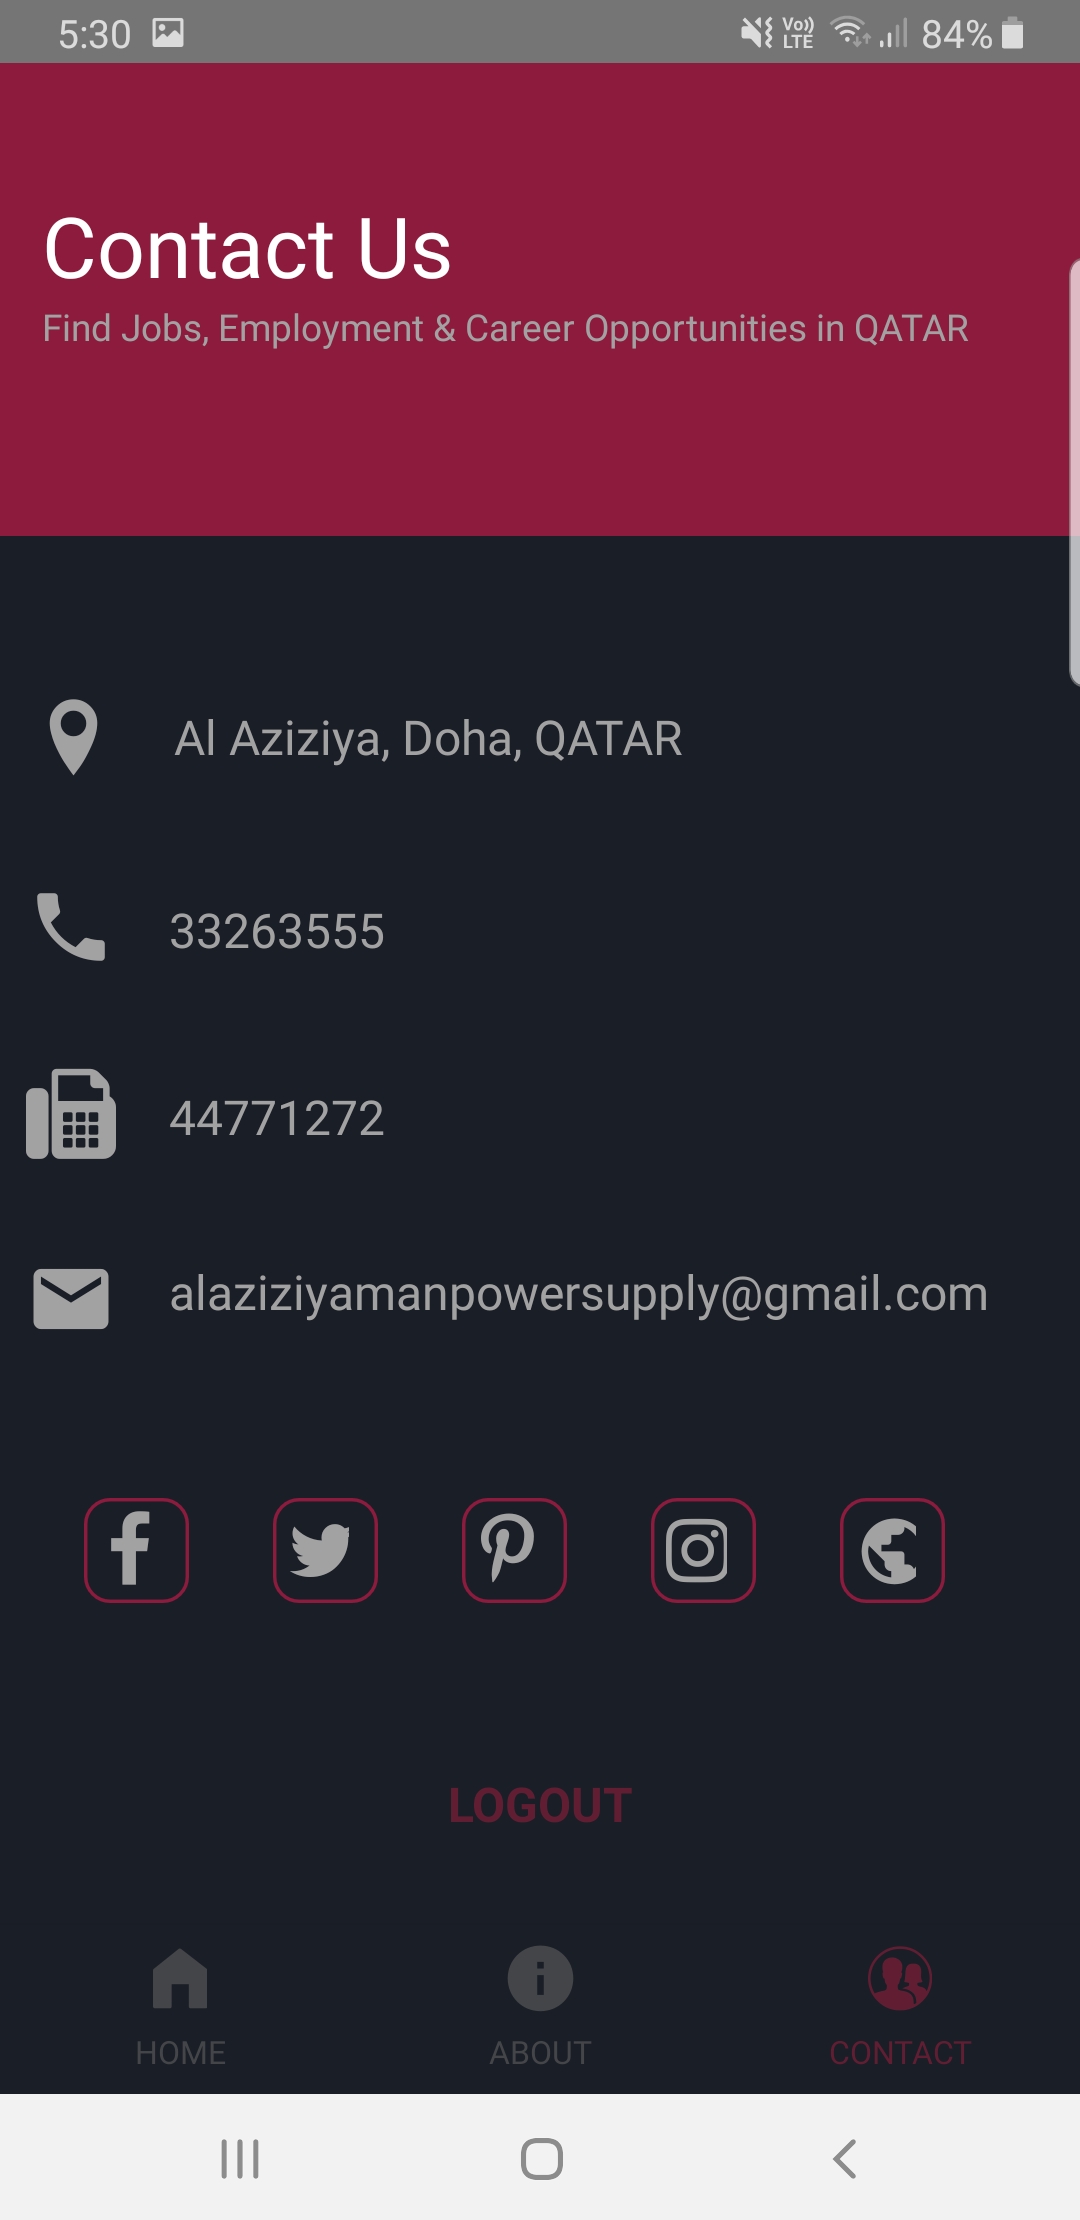 5:30
Vo)) LTE 84%
Contact Us
Find Jobs, Employment & Career Opportunities in QATAR
Al Aziziya, Doha, QATAR
33263555
44771272
alaziziyamanpowersupply@gmail.com
LOGOUT
HOME ABOUT CONTACT